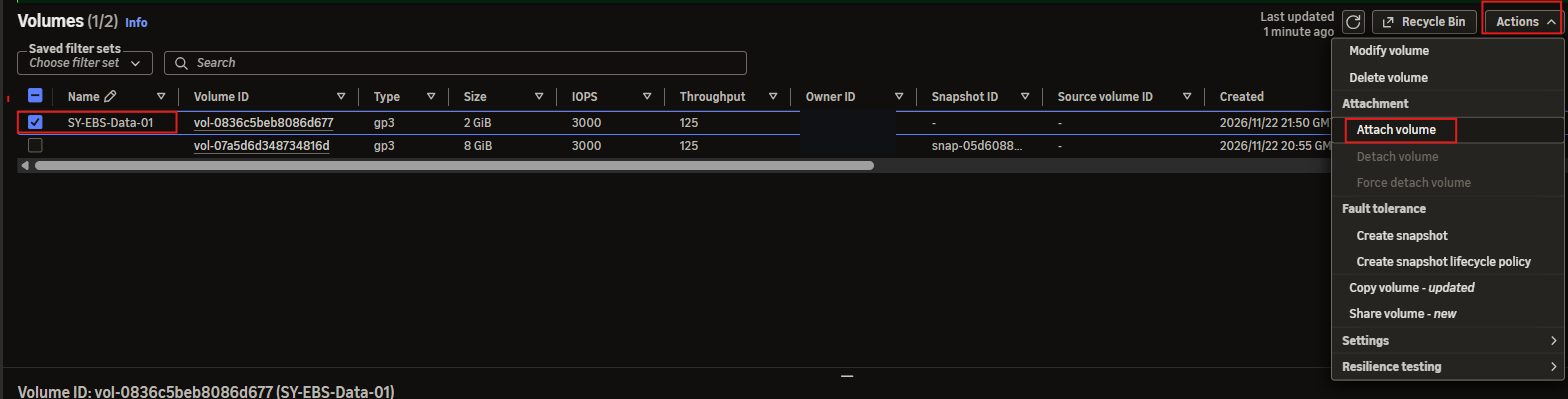 Volumes (1/2) Info
Last updated
1 minute ago
Recycle Bin
Actions
Saved filter sets
Choose filter set
Search
Name Volume ID Type Size IOPS Throughput Owner ID Snapshot ID Source volume ID Created
SY-EBS-Data-01 vol-0836c5beb8086d677 gp3 2 GiB 3000 125 - - 2026/11/22 21:50 GM
vol-07a5d6d348734816d gp3 8 GiB 3000 125 snap-05d6088... - 2026/11/22 20:55 GM
Modify volume
Delete volume
Attachment
Attach volume
Detach volume
Force detach volume
Fault tolerance
Create snapshot
Create snapshot lifecycle policy
Copy volume - updated
Share volume - new
Settings
Resilience testing
Volume ID: vol-0836c5beb8086d677 (SY-EBS-Data-01)